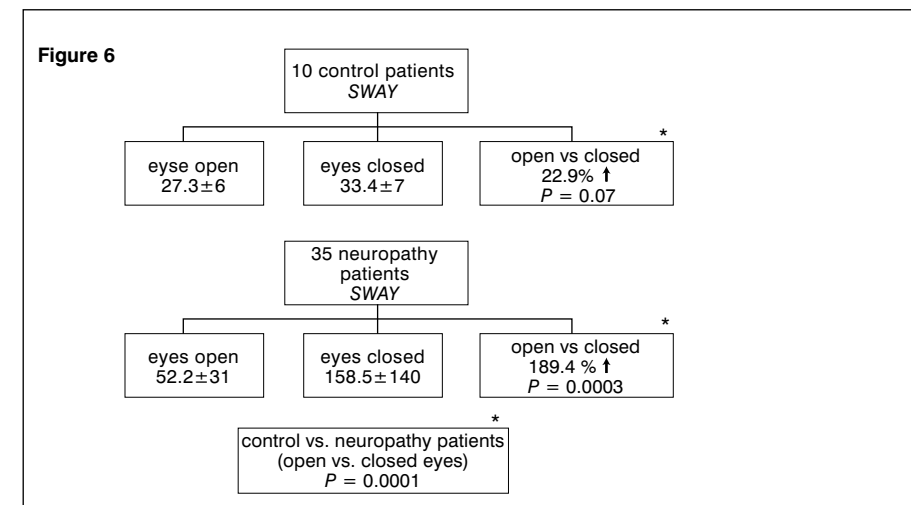 Figure 6
10 control patients
SWAY
*
eyse open
27.3±6
eyes closed
33.4±7
open vs closed
22.9% ↑
P = 0.07
35 neuropathy
patients
SWAY
*
eyes open
52.2±31
eyes closed
158.5±140
open vs closed
189.4 % ↑
P = 0.0003
*
control vs. neuropathy patients
(open vs. closed eyes)
P = 0.0001